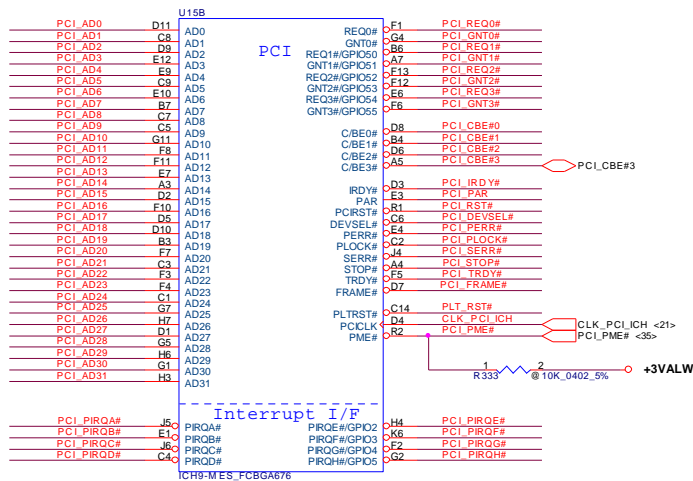 U15B
PCI
PCI_AD0 D11 AD0 REQ0# F1 PCI_REQ0#
PCI_AD1 C8 AD1 GNT0# G4 PCI_GNT0#
PCI_AD2 D9 AD2 REQ1#/GPIO50 B6 PCI_REQ1#
PCI_AD3 E12 AD3 GNT1#/GPIO51 A7 PCI_GNT1#
PCI_AD4 E9 AD4 REQ2#/GPIO52 F13 PCI_REQ2#
PCI_AD5 C9 AD5 GNT2#/GPIO53 F12 PCI_GNT2#
PCI_AD6 E10 AD6 REQ3#/GPIO54 E6 PCI_REQ3#
PCI_AD7 B7 AD7 GNT3#/GPIO55 F6 PCI_GNT3#
PCI_AD8 C7 AD8
PCI_AD9 C5 AD9 C/BE0# D8 PCI_CBE#0
PCI_AD10 G11 AD10 C/BE1# B4 PCI_CBE#1
PCI_AD11 F8 AD11 C/BE2# D6 PCI_CBE#2
PCI_AD12 F11 AD12 C/BE3# A5 PCI_CBE#3 PCI_CBE#3
PCI_AD13 E7 AD13
PCI_AD14 A3 AD14 IRDY# D3 PCI_IRDY#
PCI_AD15 D2 AD15 PAR E3 PCI_PAR
PCI_AD16 F10 AD16 PCIRST# R1 PCI_RST#
PCI_AD17 D5 AD17 DEVSEL# C6 PCI_DEVSEL#
PCI_AD18 D10 AD18 PERR# E4 PCI_PERR#
PCI_AD19 B3 AD19 PLOCK# C2 PCI_PLOCK#
PCI_AD20 F7 AD20 SERR# J4 PCI_SERR#
PCI_AD21 C3 AD21 STOP# A4 PCI_STOP#
PCI_AD22 F3 AD22 TRDY# F5 PCI_TRDY#
PCI_AD23 F4 AD23 FRAME# D7 PCI_FRAME#
PCI_AD24 C1 AD24
PCI_AD25 G7 AD25 PLTRST# C14 PLT_RST#
PCI_AD26 H7 AD26 PCICLK D4 CLK_PCI_ICH CLK_PCI_ICH <21>
PCI_AD27 D1 AD27 PME# R2 PCI_PME# PCI_PME# <35>
PCI_AD28 G5 AD28
PCI_AD29 H6 AD29
PCI_AD30 G1 AD30
PCI_AD31 H3 AD31
1 2
R333 @10K_0402_5% +3VALW
Interrupt I/F
PCI_PIRQA# J5 PIRQA# PIRQE#/GPIO2 H4 PCI_PIRQE#
PCI_PIRQB# E1 PIRQB# PIRQF#/GPIO3 K6 PCI_PIRQF#
PCI_PIRQC# J6 PIRQC# PIRQG#/GPIO4 F2 PCI_PIRQG#
PCI_PIRQD# C4 PIRQD# PIRQH#/GPIO5 G2 PCI_PIRQH#
ICH9-M ES_FCBGA676